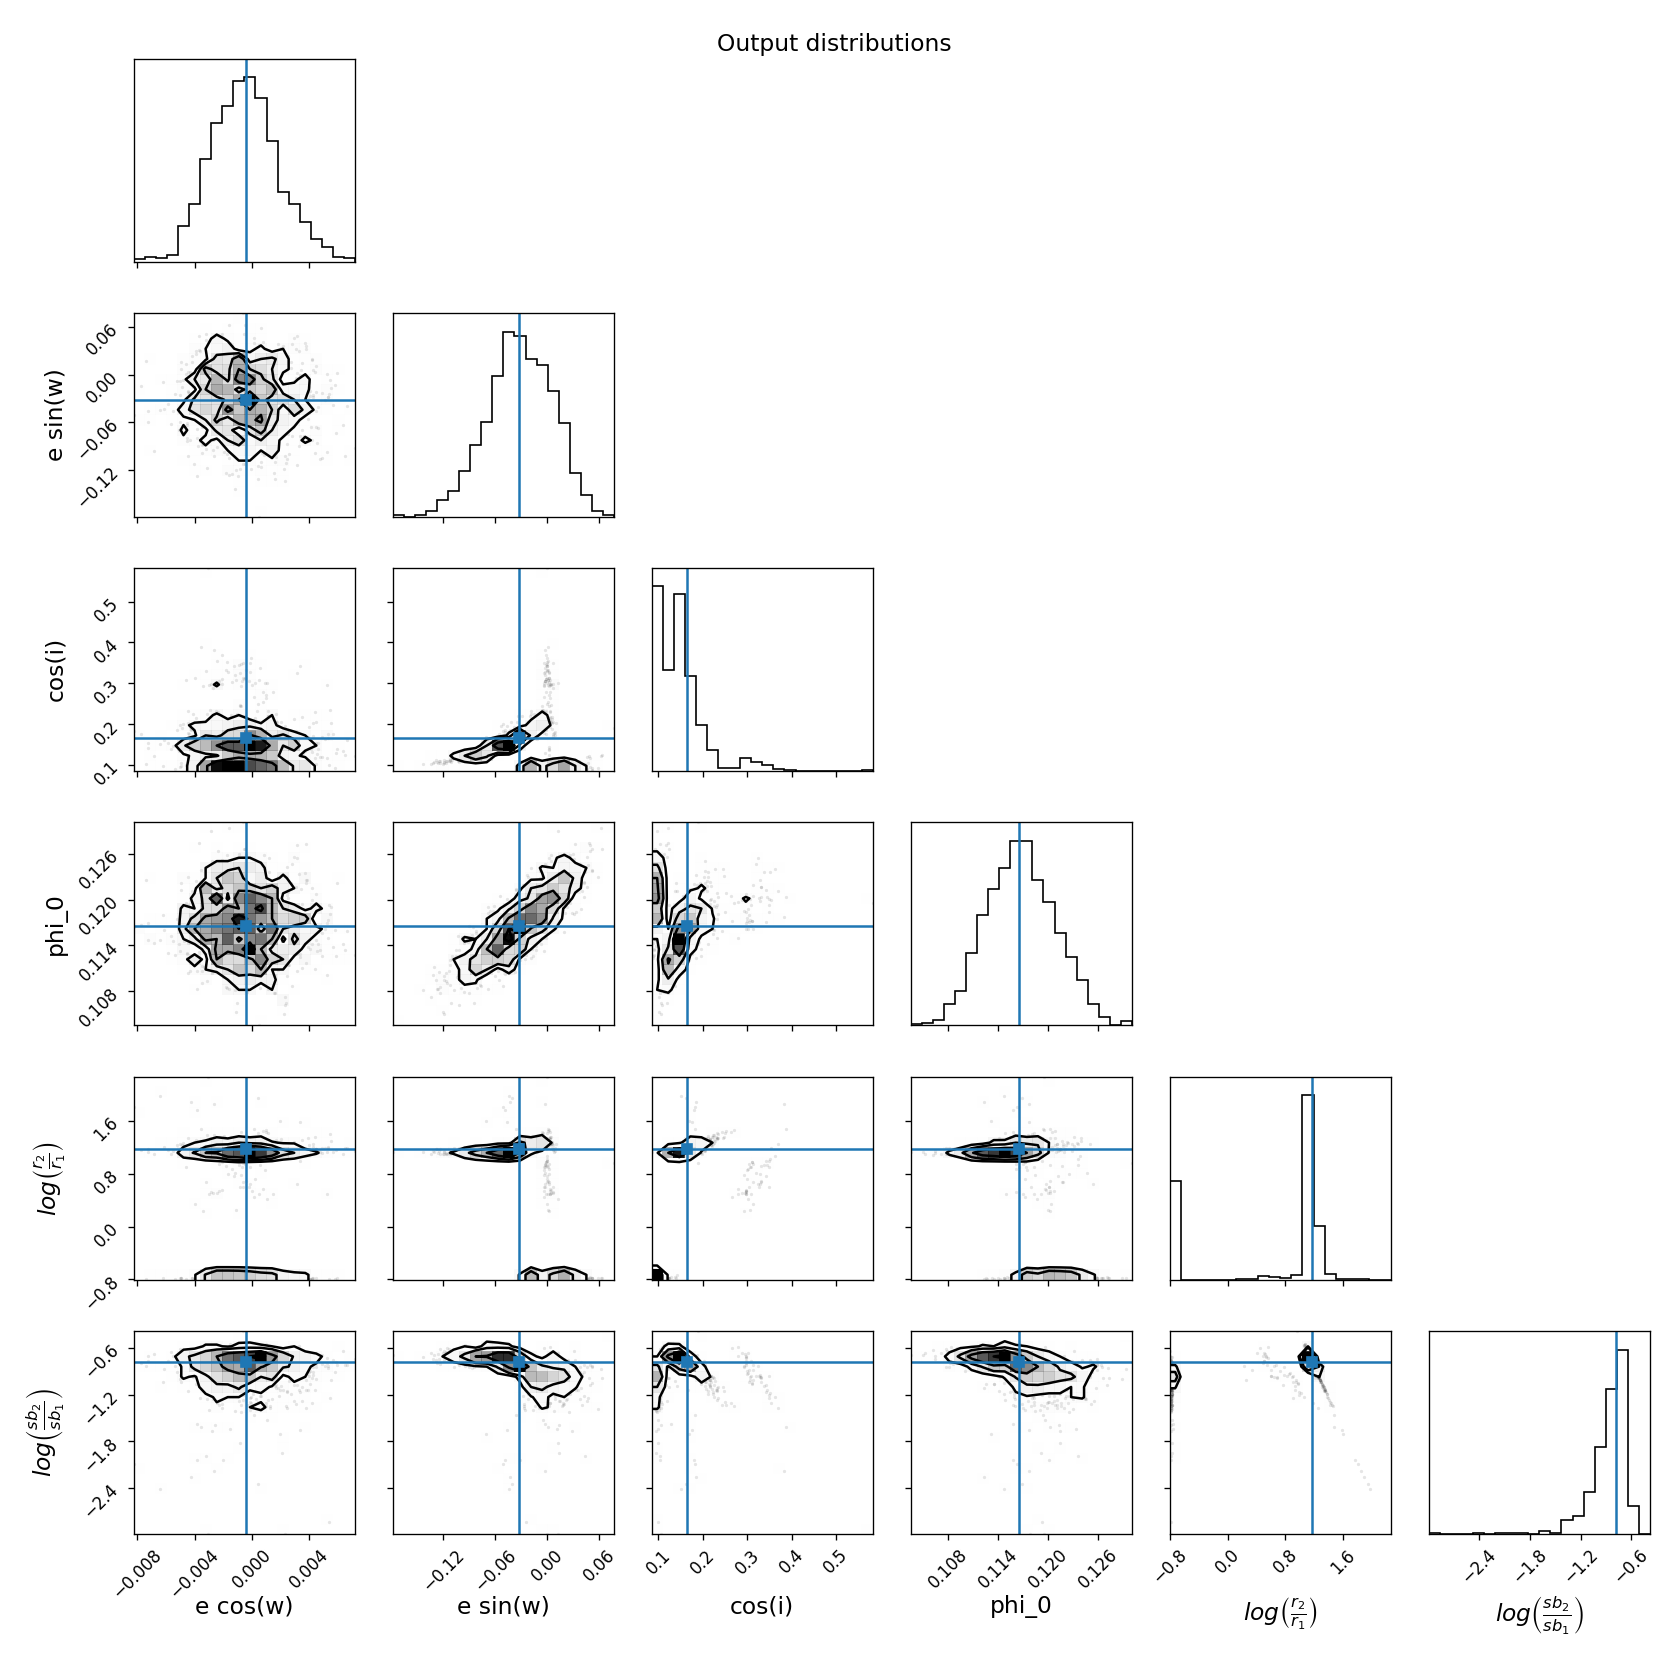 Output distributions
e sin(w)
0.06
0.00
−0.06
−0.12
cos(i)
0.5
0.4
0.3
0.2
0.1
phi_0
0.126
0.120
0.114
0.108
log(r₂/r₁)
1.6
0.8
0.0
−0.8
log(sb₂/sb₁)
−0.6
−1.2
−1.8
−2.4
−0.008 −0.004 0.000 0.004
−0.12 −0.06 0.00 0.06
0.1 0.2 0.3 0.4 0.5
0.108 0.114 0.120 0.126
−0.8 0.0 0.8 1.6
−2.4 −1.8 −1.2 −0.6
e cos(w)
e sin(w)
cos(i)
phi_0
log(r₂/r₁)
log(sb₂/sb₁)